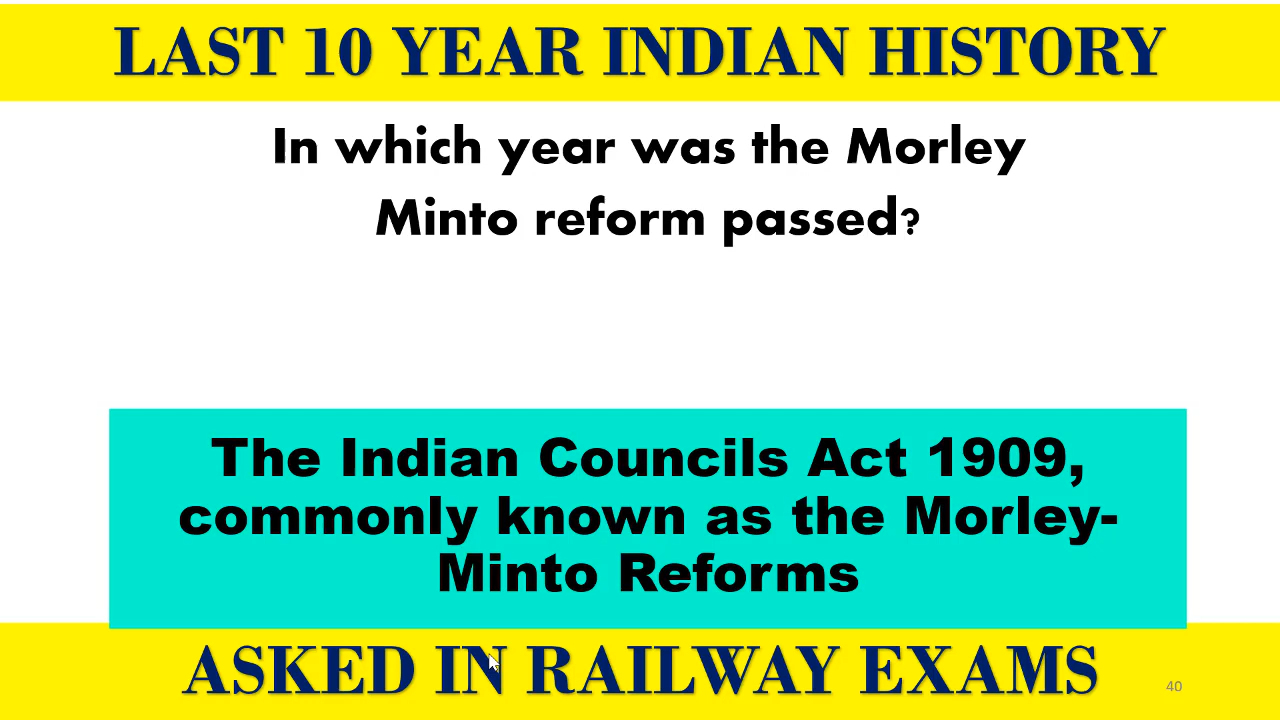 LAST 10 YEAR INDIAN HISTORY
In which year was the Morley
Minto reform passed?
The Indian Councils Act 1909,
commonly known as the Morley-
Minto Reforms
ASKED IN RAILWAY EXAMS
40